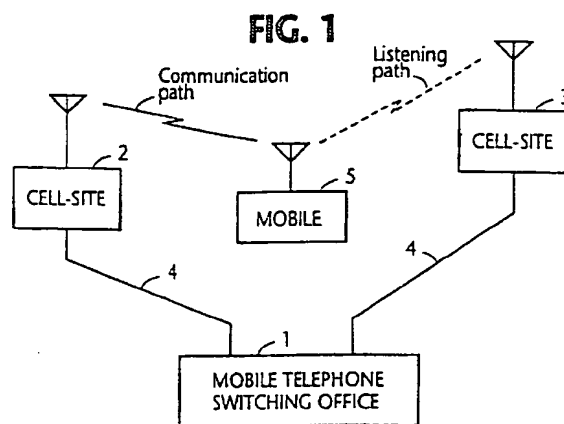 FIG. 1
Communication
path
Listening
path
2
CELL-SITE
5
MOBILE
3
CELL-SITE
4
4
1
MOBILE TELEPHONE
SWITCHING OFFICE